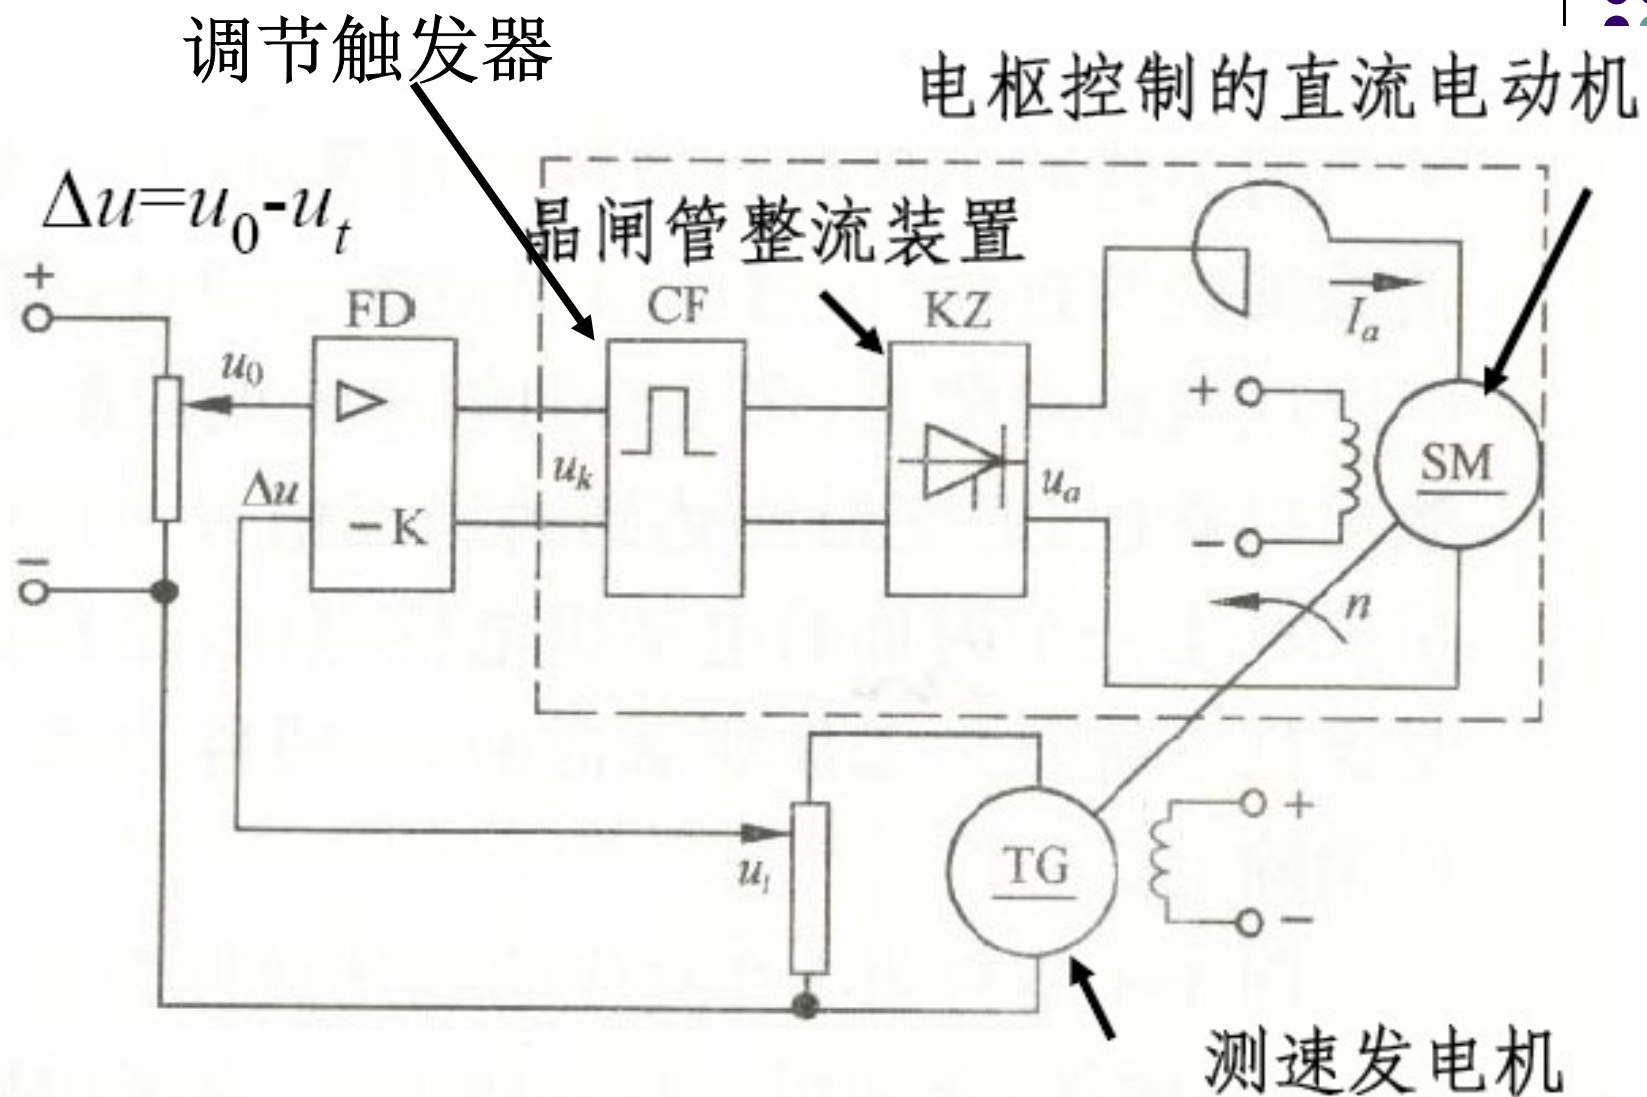 调节触发器
电枢控制的直流电动机
Δu=u₀-uₜ
晶闸管整流装置
+
FD
CF
KZ
Iₐ
u₀
+
Δu
uₖ
uₐ
SM
−K
−
−
n
+
uₜ
TG
−
测速发电机